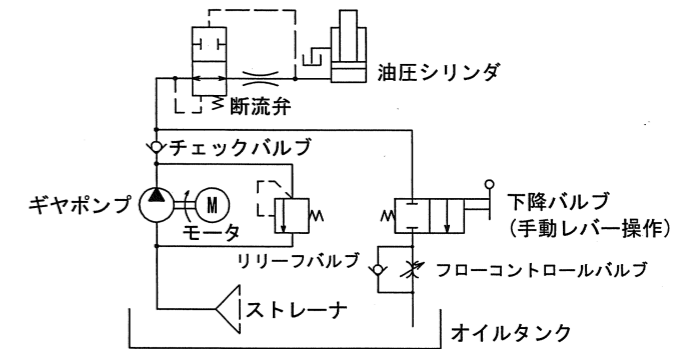 油圧シリンダ
断流弁
チェックバルブ
ギヤポンプ
M
モータ
下降バルブ
(手動レバー操作)
リリーフバルブ
フローコントロールバルブ
ストレーナ
オイルタンク